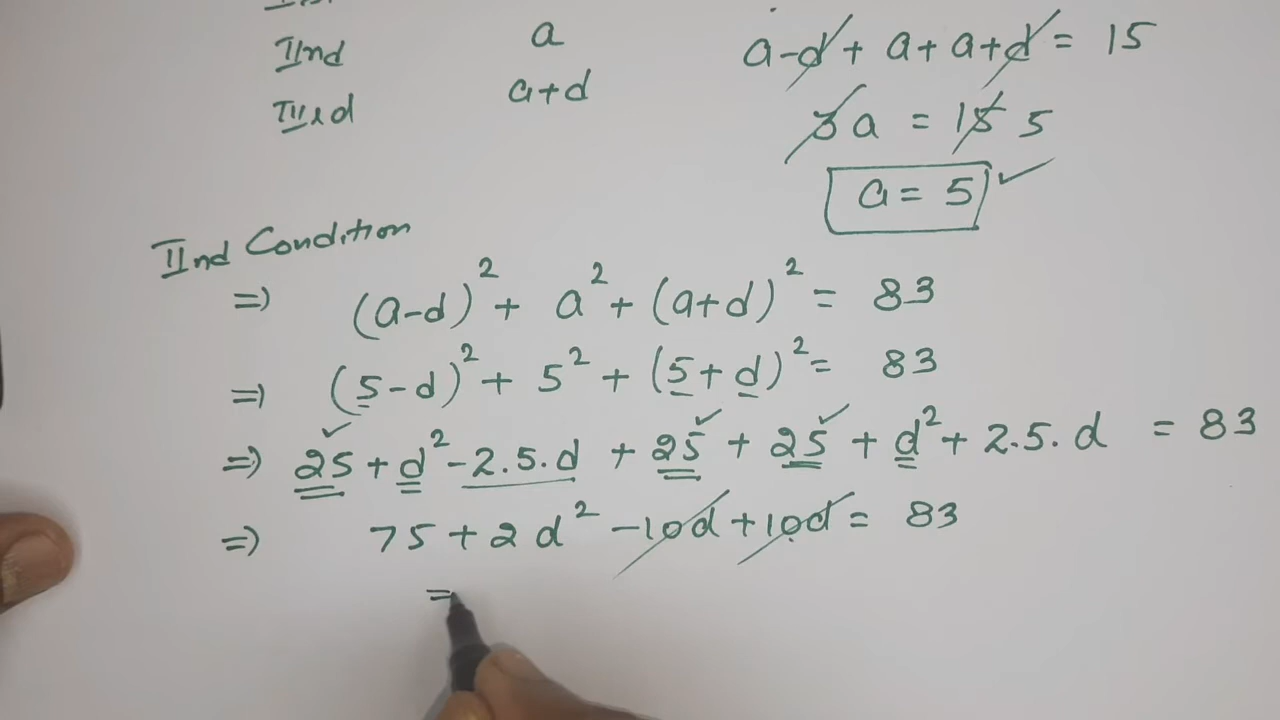 IInd a a-d + a + a+d = 15
IIIrd a+d 3a = 15 5
a = 5
IInd Condition
⇒ (a-d)² + a² + (a+d)² = 83
⇒ (5-d)² + 5² + (5+d)² = 83
⇒ 25 + d² - 2.5.d + 25 + 25 + d² + 2.5.d = 83
⇒ 75 + 2d² - 10d + 10d = 83
=